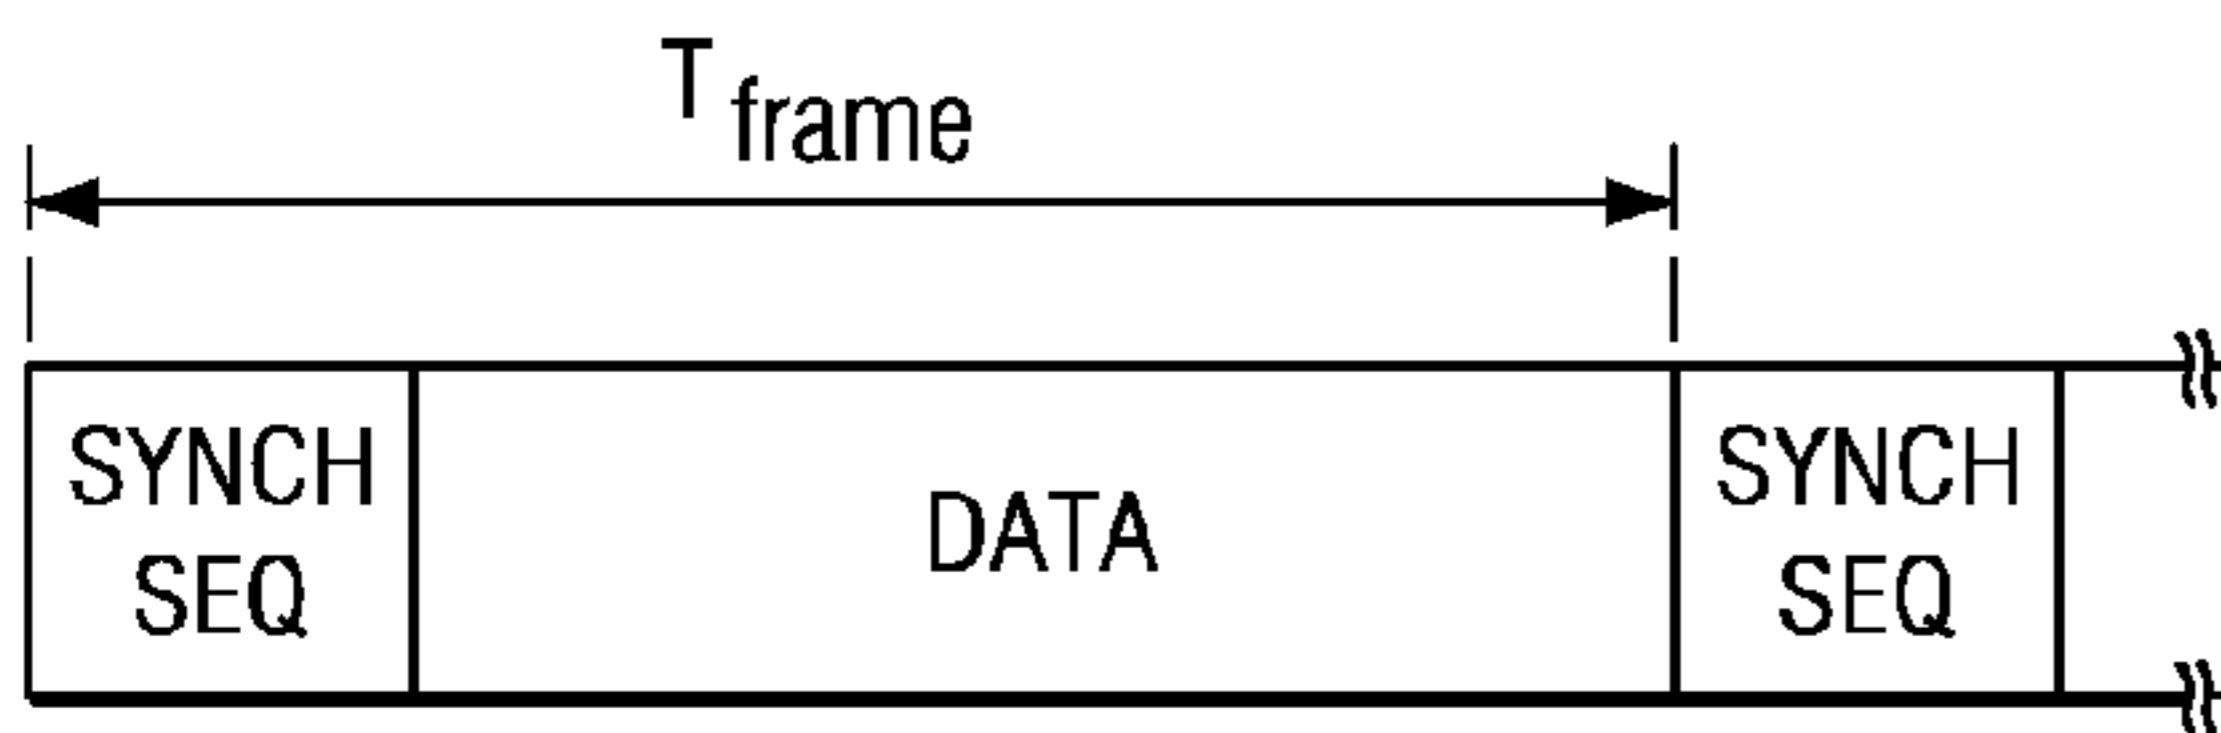 T frame
SYNCH
SEQ
DATA
SYNCH
SEQ